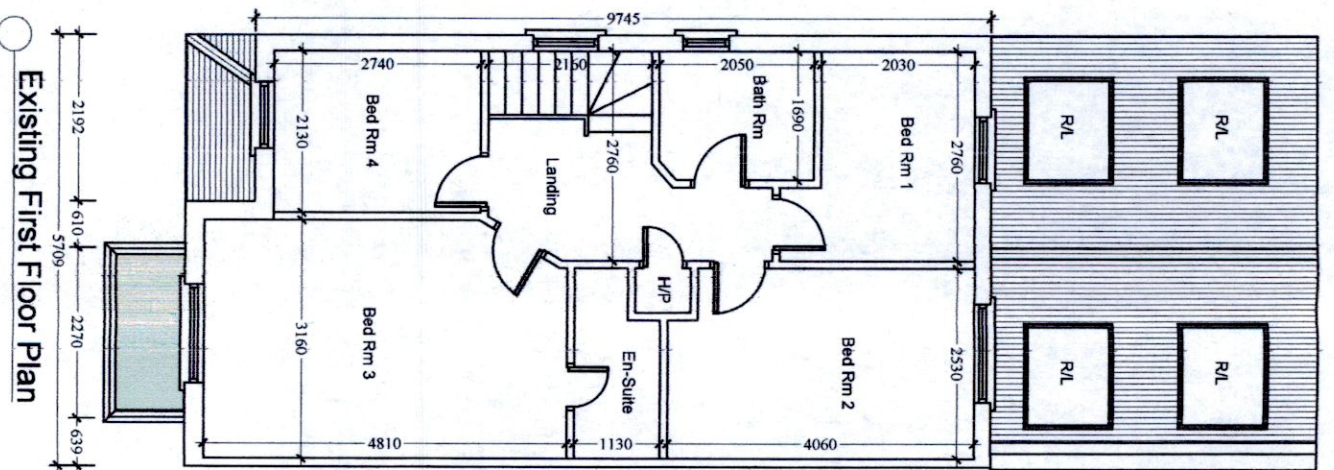 9745
2740
2160
2050
2030
Bed Rm 4
2130
Bath Rm
1690
Bed Rm 1
2760
2760
Landing
R/L
R/L
H/P
Bed Rm 3
3160
En-Suite
Bed Rm 2
2530
R/L
R/L
4810
1130
4060
2192
610
2270
639
5709
Existing First Floor Plan